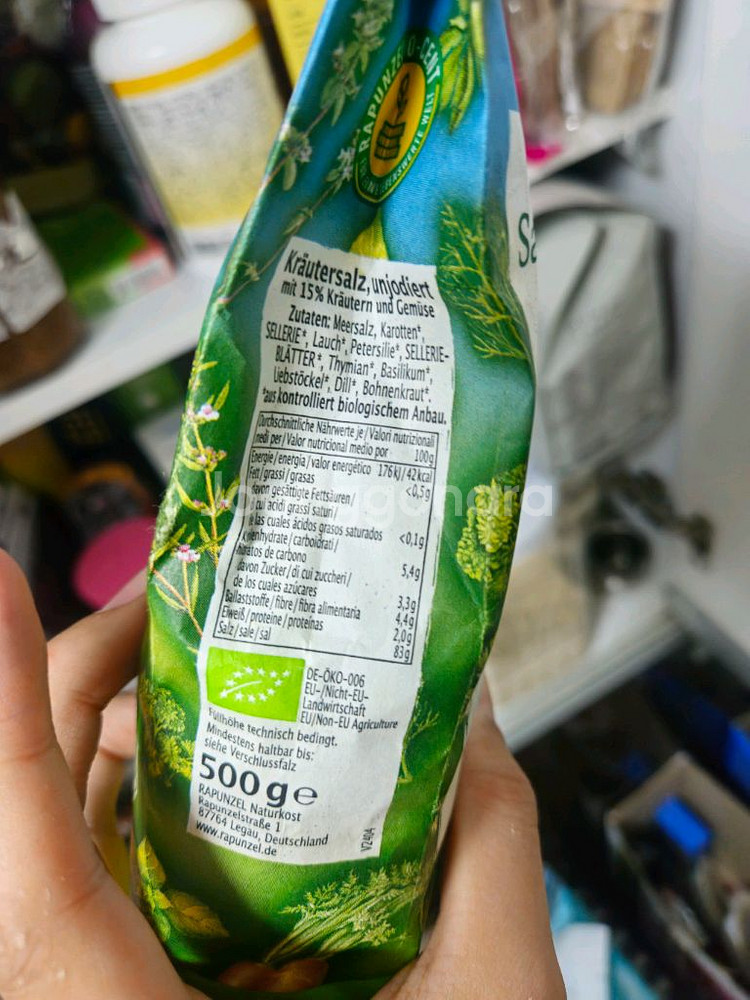 RAPUNZEL
Kräutersalz, unjodiert
mit 15% Kräutern und Gemüse
Zutaten: Meersalz, Karotten*,
SELLERIE*, Lauch*, Petersilie*, SELLERIE-
BLÄTTER*, Thymian*, Basilikum*,
Liebstöckel*, Dill*, Bohnenkraut*.
*aus kontrolliert biologischem Anbau.
Durchschnittliche Nährwerte je/Valori nutrizionali
medi per/Valor nutricional medio por 100g
Energie/energia/valor energético 176kJ/42kcal
Fett/grassi/grasas <0,5g
davon gesättigte Fettsäuren/
cui acidi grassi saturi/
las cuales ácidos grasos saturados <0,1g
/carboidrati/
de carbono 5,4g
davon Zucker/di cui zuccheri/
de los cuales azúcares 3,3g
Ballaststoffe/fibre/fibra alimentaria 4,4g
Eiweiß/proteine/proteínas 2,0g
Salz/sale/sal 83g
DE-ÖKO-006
EU-/Nicht-EU-
Landwirtschaft
EU/Non-EU Agriculture
Füllhöhe technisch bedingt.
Mindestens haltbar bis:
siehe Verschlussfalz
500 g e
RAPUNZEL Naturkost
Rapunzelstraße 1
87764 Legau, Deutschland
www.rapunzel.de
V2404